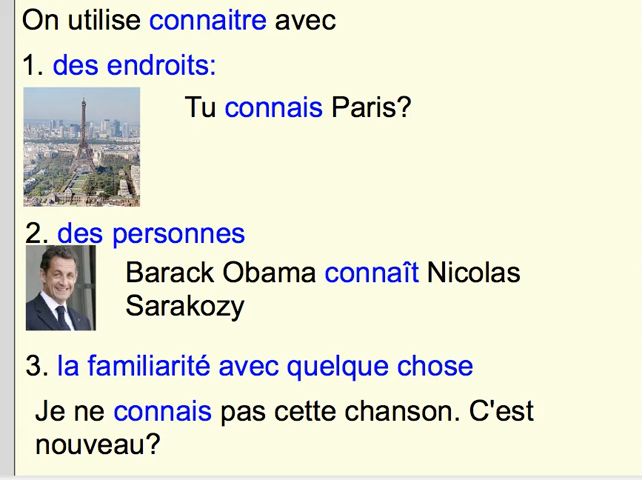 On utilise connaitre avec
1. des endroits:
Tu connais Paris?
2. des personnes
Barack Obama connaît Nicolas
Sarakozy
3. la familiarité avec quelque chose
Je ne connais pas cette chanson. C'est
nouveau?